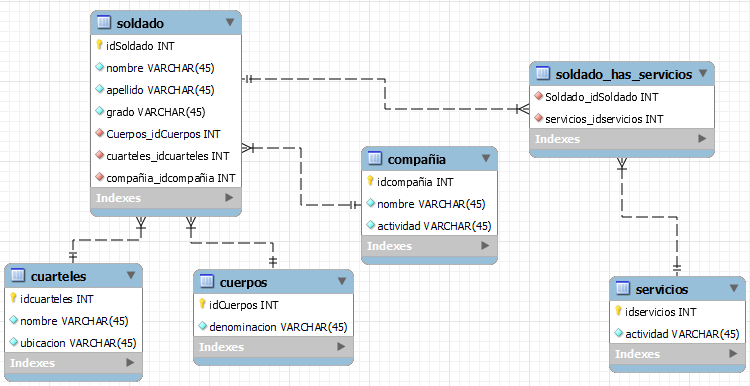 soldado
idSoldado INT
nombre VARCHAR(45)
apellido VARCHAR(45)
grado VARCHAR(45)
Cuerpos_idCuerpos INT
cuarteles_idcuarteles INT
compañia_idcompañia INT
Indexes
soldado_has_servicios
Soldado_idSoldado INT
servicios_idservicios INT
Indexes
compañia
idcompañia INT
nombre VARCHAR(45)
actividad VARCHAR(45)
Indexes
cuarteles
idcuarteles INT
nombre VARCHAR(45)
ubicacion VARCHAR(45)
Indexes
cuerpos
idCuerpos INT
denominacion VARCHAR(45)
Indexes
servicios
idservicios INT
actividad VARCHAR(45)
Indexes